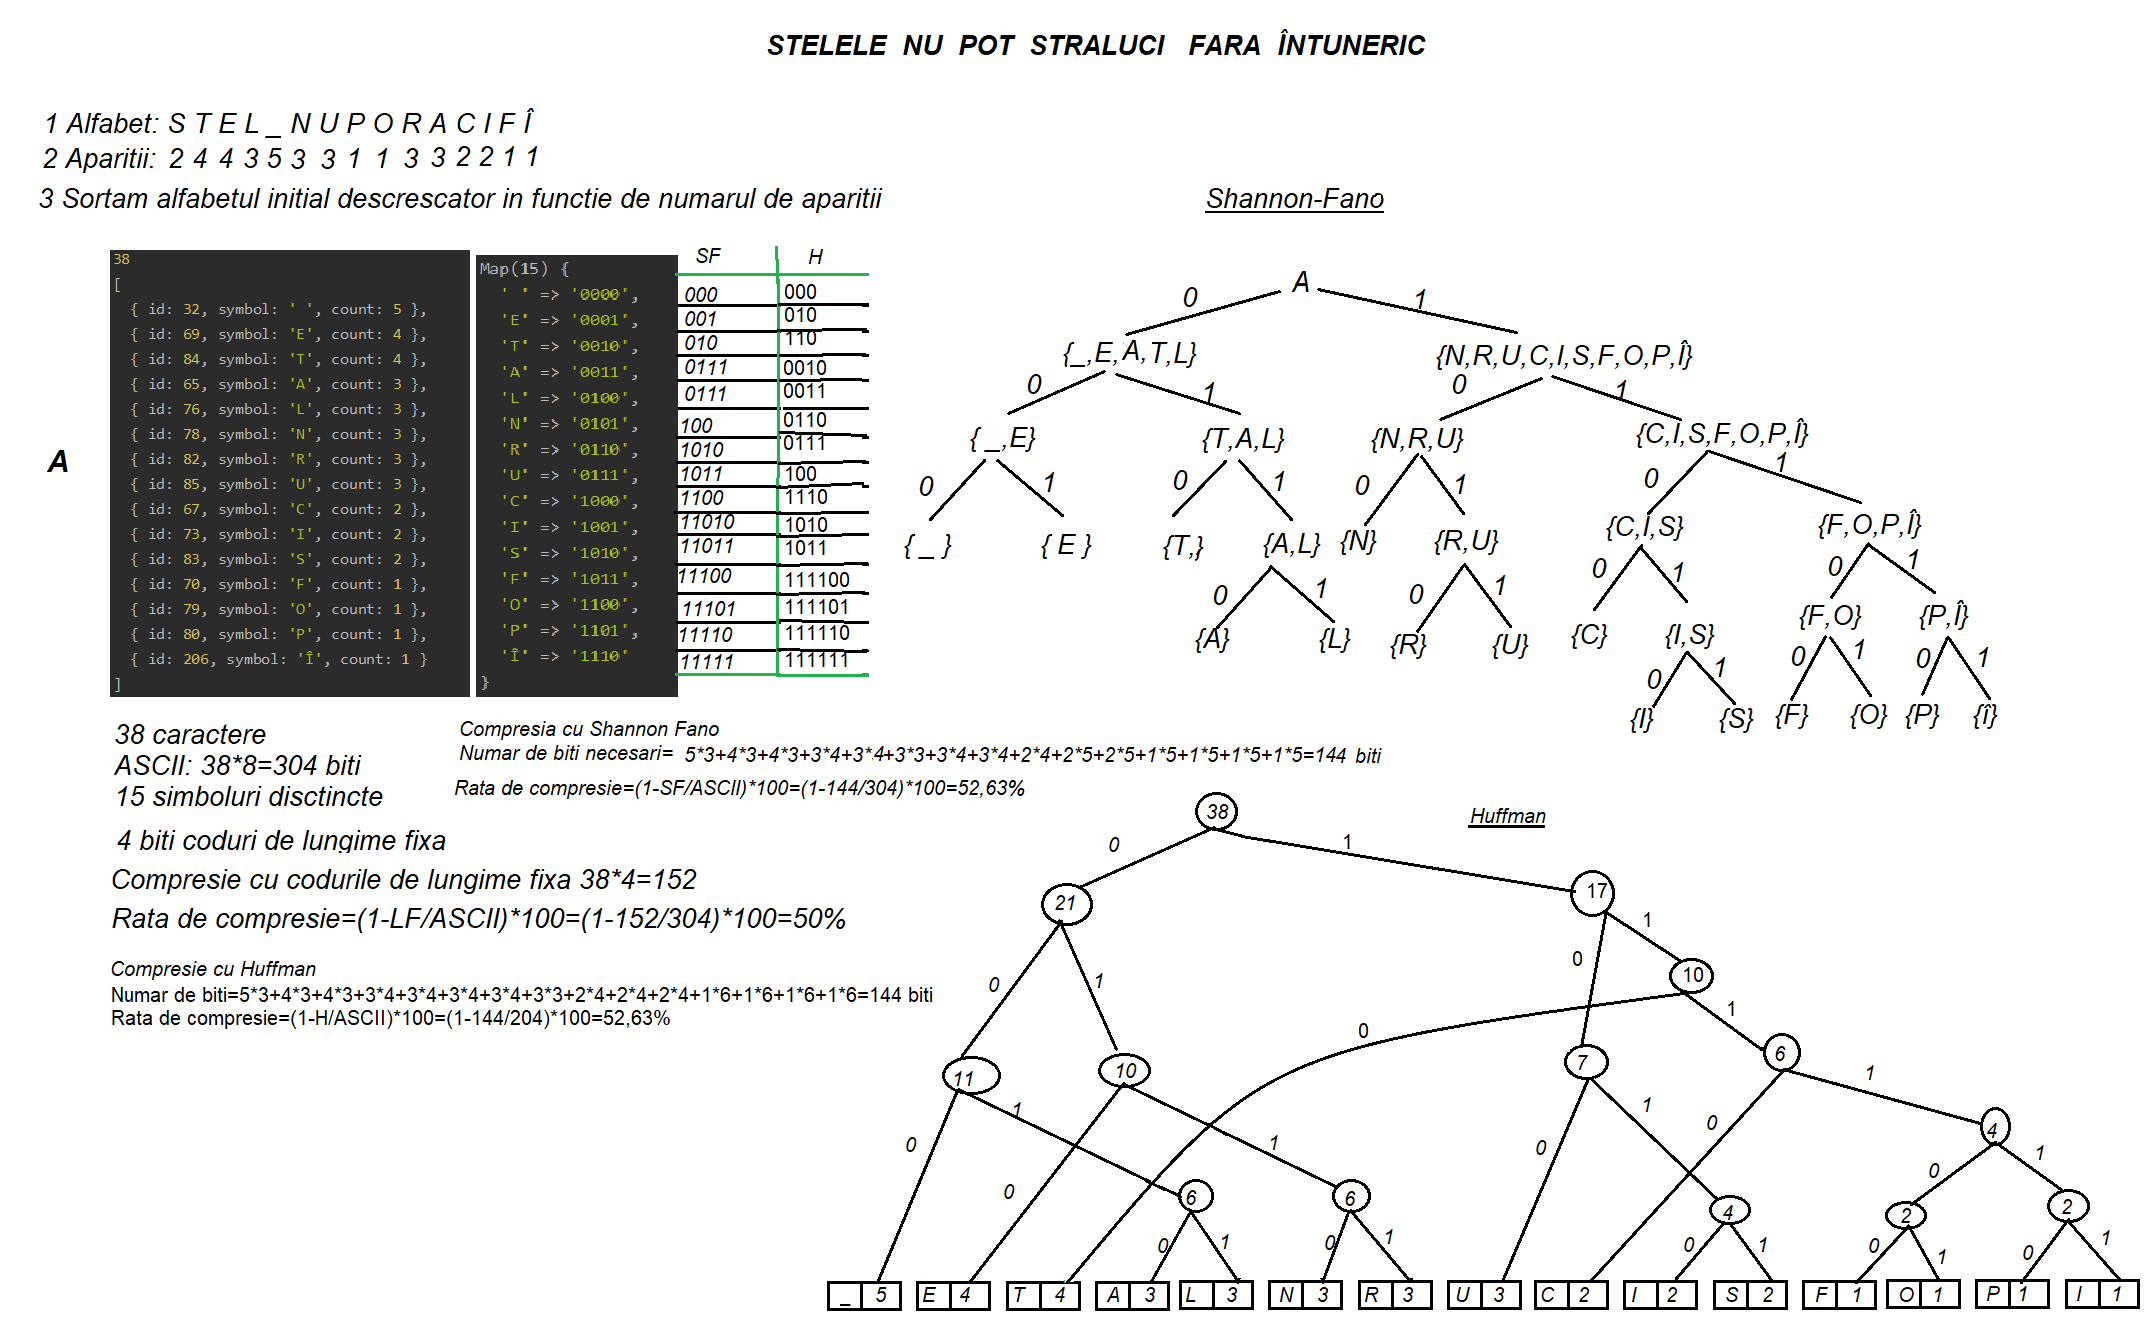 STELELE NU POT STRALUCI FARA ÎNTUNERIC
1 Alfabet: S T E L _ N U P O R A C I F Î
2 Aparitii: 2 4 4 3 5 3 3 1 1 3 3 2 2 1 1
3 Sortam alfabetul initial descrescator in functie de numarul de aparitii
A
38
[
{ id: 32, symbol: ' ', count: 5 },
{ id: 69, symbol: 'E', count: 4 },
{ id: 84, symbol: 'T', count: 4 },
{ id: 65, symbol: 'A', count: 3 },
{ id: 76, symbol: 'L', count: 3 },
{ id: 78, symbol: 'N', count: 3 },
{ id: 82, symbol: 'R', count: 3 },
{ id: 85, symbol: 'U', count: 3 },
{ id: 67, symbol: 'C', count: 2 },
{ id: 73, symbol: 'I', count: 2 },
{ id: 83, symbol: 'S', count: 2 },
{ id: 70, symbol: 'F', count: 1 },
{ id: 79, symbol: 'O', count: 1 },
{ id: 80, symbol: 'P', count: 1 },
{ id: 206, symbol: 'Î', count: 1 }
]
SF H
Map(15) {
' ' => '0000', 000 000
'E' => '0001', 001 010
'T' => '0010', 010 110
'A' => '0011', 0111 0010
'L' => '0100', 0111 0011
'N' => '0101', 100 0110
'R' => '0110', 1010 0111
'U' => '0111', 1011 100
'C' => '1000', 1100 1110
'I' => '1001', 11010 1010
'S' => '1010', 11011 1011
'F' => '1011', 11100 111100
'O' => '1100', 11101 111101
'P' => '1101', 11110 111110
'Î' => '1110' 11111 111111
}
Shannon-Fano
A
0 1
{_,E,A,T,L} {N,R,U,C,I,S,F,O,P,Î}
0 1 0 1
{_,E} {T,A,L} {N,R,U} {C,I,S,F,O,P,Î}
0 1 0 1 0 1 0 1
{_} {E} {T,} {A,L} {N} {R,U} {C,I,S} {F,O,P,Î}
0 1 0 1 0 1 0 1
{A} {L} {R} {U} {C} {I,S} {F,O} {P,Î}
0 1 0 1 0 1
{I} {S} {F} {O} {P} {Î}
38 caractere
ASCII: 38*8=304 biti
15 simboluri disctincte
4 biti coduri de lungime fixa
Compresie cu codurile de lungime fixa 38*4=152
Rata de compresie=(1-LF/ASCII)*100=(1-152/304)*100=50%
Compresia cu Shannon Fano
Numar de biti necesari= 5*3+4*3+4*3+3*4+3*4+3*3+3*4+3*4+2*4+2*5+2*5+1*5+1*5+1*5+1*5=144 biti
Rata de compresie=(1-SF/ASCII)*100=(1-144/304)*100=52,63%
Compresie cu Huffman
Numar de biti=5*3+4*3+4*3+3*4+3*4+3*4+3*4+3*3+2*4+2*4+2*4+1*6+1*6+1*6+1*6=144 biti
Rata de compresie=(1-H/ASCII)*100=(1-144/204)*100=52,63%
Huffman
38
0 1
21 17
0 1 0 1
10
0 1
11 10 7 6
0 1 0 1 0 1 0 1
4
0 1
6 6 4 2 2
0 1 0 1 0 1 0 1 0 1
_ 5 E 4 T 4 A 3 L 3 N 3 R 3 U 3 C 2 I 2 S 2 F 1 O 1 P 1 I 1